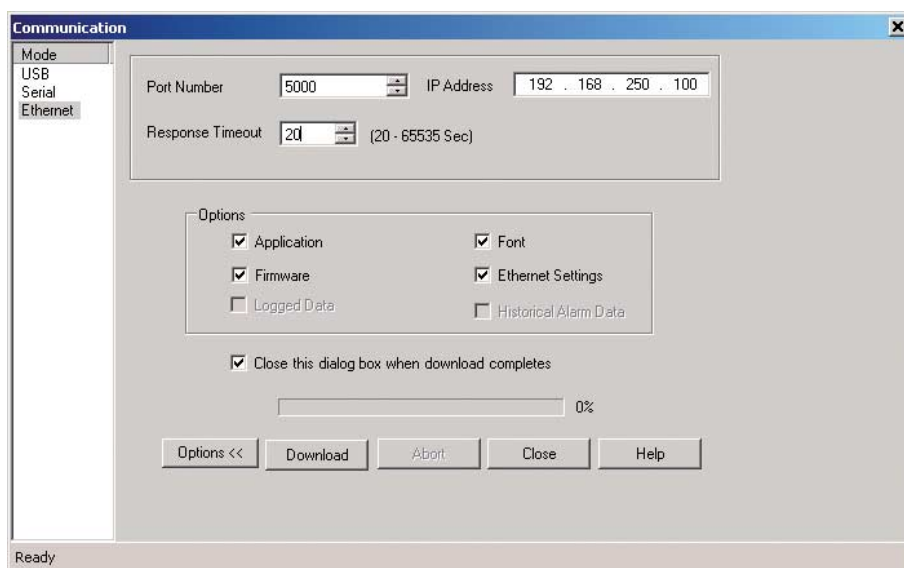 Communication
Mode
USB
Serial
Ethernet
Port Number 5000 IP Address 192 . 168 . 250 . 100
Response Timeout 20 (20 - 65535 Sec)
Options
Application Font
Firmware Ethernet Settings
Logged Data Historical Alarm Data
Close this dialog box when download completes
0%
Options << Download Abort Close Help
Ready